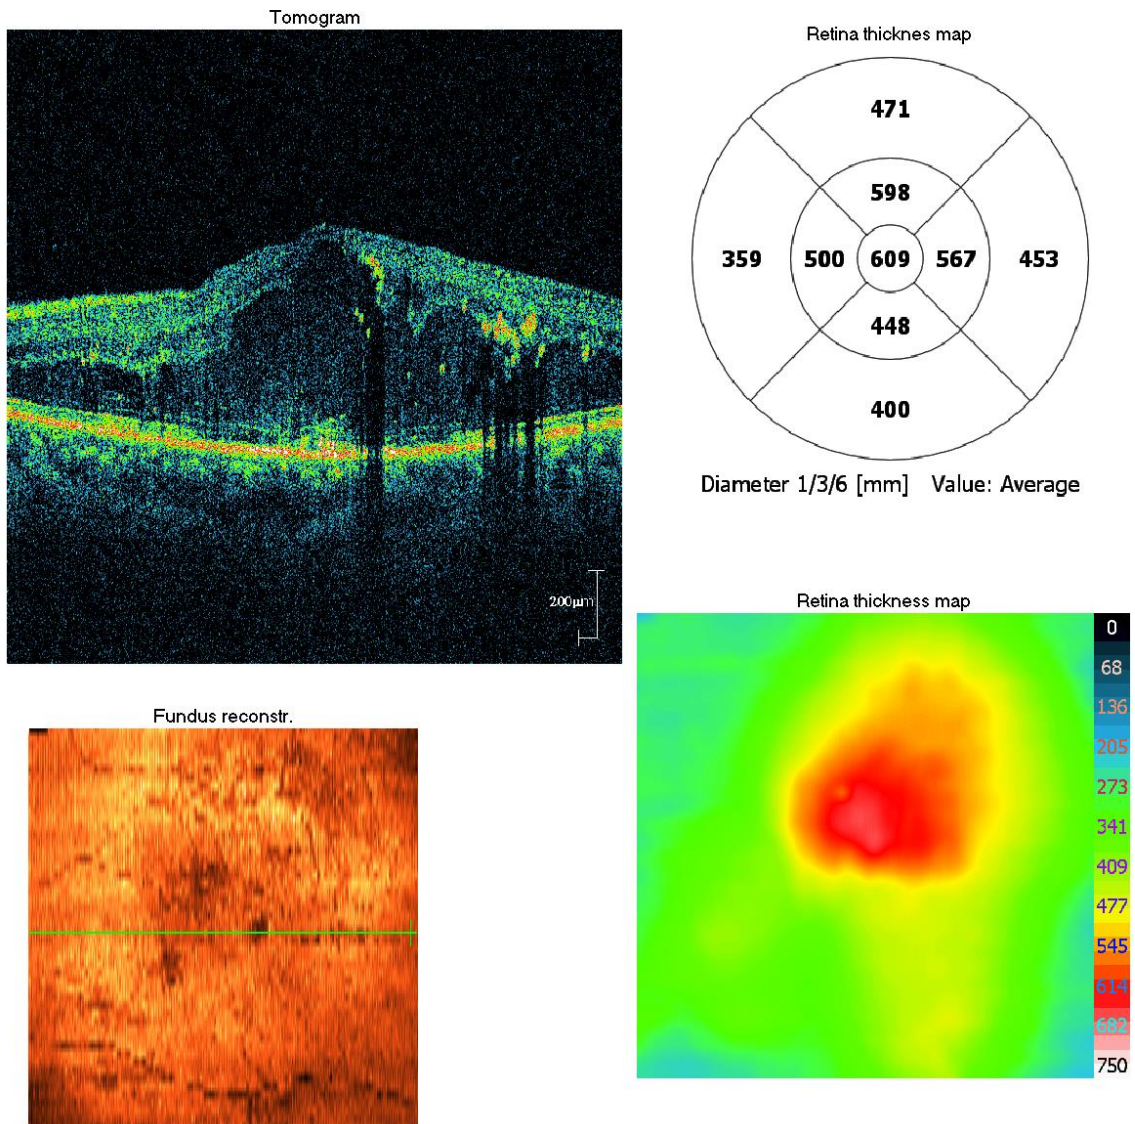 Tomogram
200µm
Retina thicknes map
471
598
359 500 609 567 453
448
400
Diameter 1/3/6 [mm] Value: Average
Fundus reconstr.
Retina thickness map
0
68
136
205
273
341
409
477
545
614
682
750